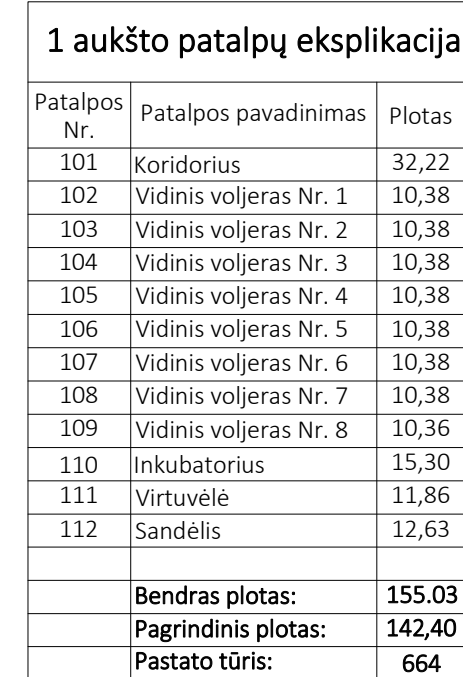 1 aukšto patalpų eksplikacija
Patalpos Nr. Patalpos pavadinimas Plotas
101 Koridorius 32,22
102 Vidinis voljeras Nr. 1 10,38
103 Vidinis voljeras Nr. 2 10,38
104 Vidinis voljeras Nr. 3 10,38
105 Vidinis voljeras Nr. 4 10,38
106 Vidinis voljeras Nr. 5 10,38
107 Vidinis voljeras Nr. 6 10,38
108 Vidinis voljeras Nr. 7 10,38
109 Vidinis voljeras Nr. 8 10,36
110 Inkubatorius 15,30
111 Virtuvėlė 11,86
112 Sandėlis 12,63
Bendras plotas: 155.03
Pagrindinis plotas: 142,40
Pastato tūris: 664